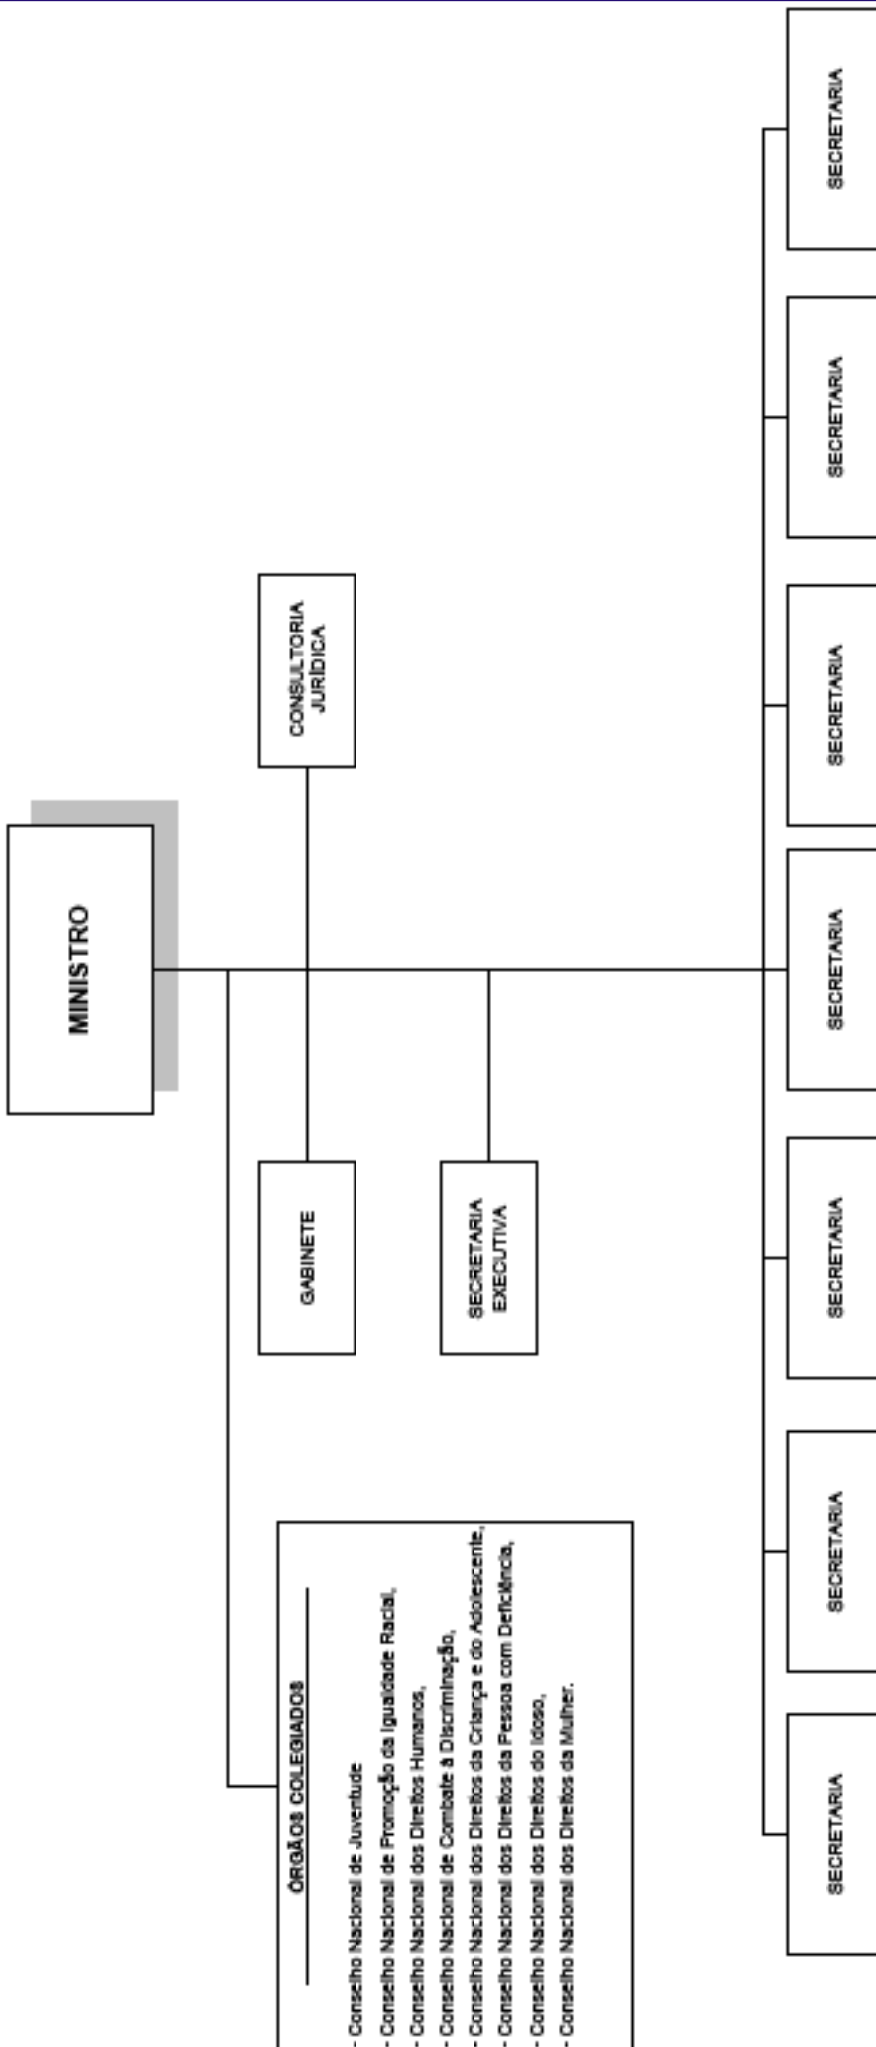 MINISTRO
CONSULTORIA
JURÍDICA
GABINETE
SECRETARIA
EXECUTIVA
ÓRGÃOS COLEGIADOS
- Conselho Nacional de Juventude
- Conselho Nacional de Promoção da Igualdade Racial,
- Conselho Nacional dos Direitos Humanos,
- Conselho Nacional de Combate à Discriminação,
- Conselho Nacional dos Direitos da Criança e do Adolescente,
- Conselho Nacional dos Direitos da Pessoa com Deficiência,
- Conselho Nacional dos Direitos do Idoso,
- Conselho Nacional dos Direitos da Mulher.
SECRETARIA
SECRETARIA
SECRETARIA
SECRETARIA
SECRETARIA
SECRETARIA
SECRETARIA